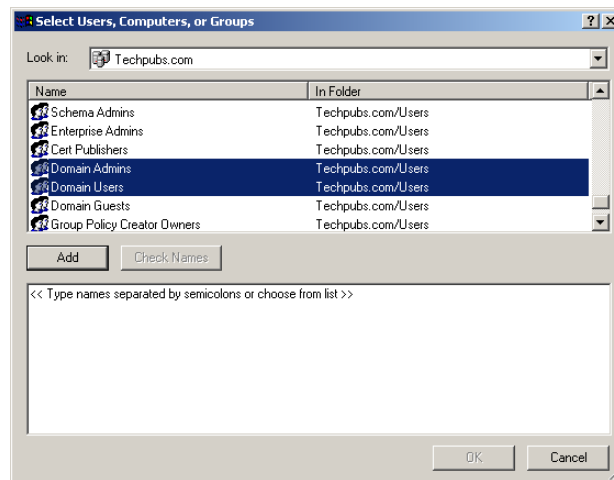 Select Users, Computers, or Groups
Look in: Techpubs.com
Name In Folder
Schema Admins Techpubs.com/Users
Enterprise Admins Techpubs.com/Users
Cert Publishers Techpubs.com/Users
Domain Admins Techpubs.com/Users
Domain Users Techpubs.com/Users
Domain Guests Techpubs.com/Users
Group Policy Creator Owners Techpubs.com/Users
Add Check Names
<< Type names separated by semicolons or choose from list >>
OK Cancel